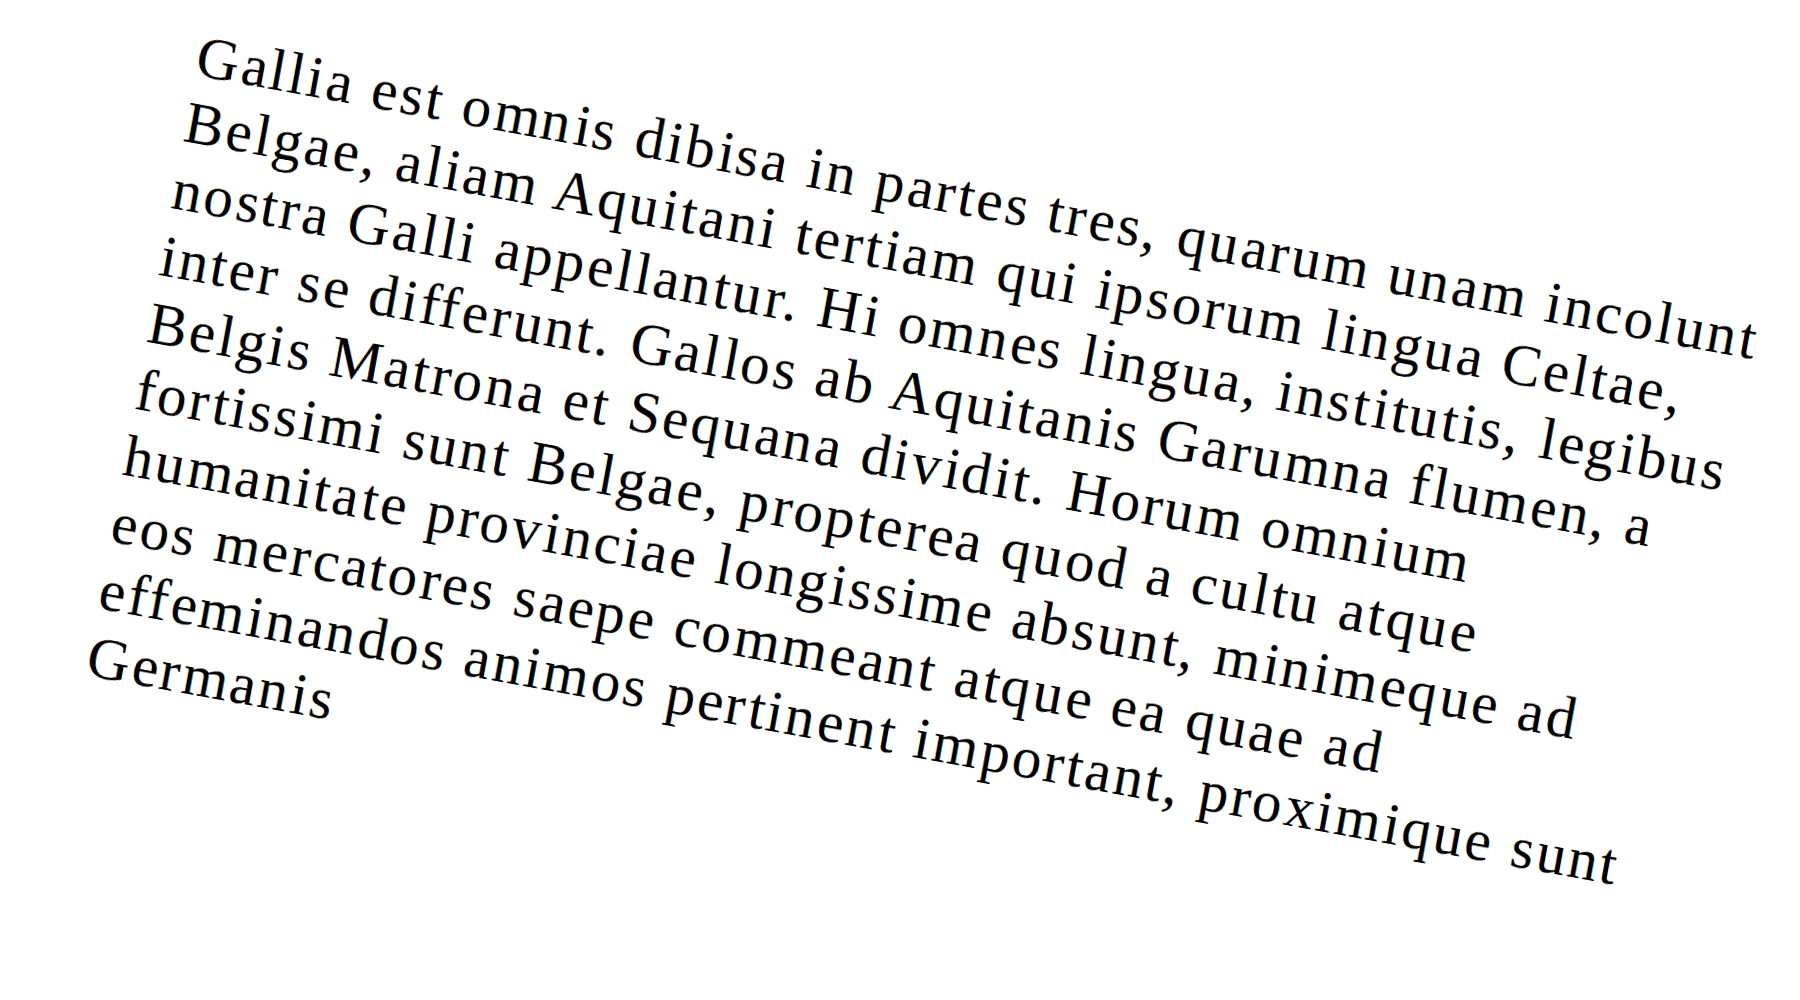 Gallia est omnis dibisa in partes tres, quarum unam incolunt
Belgae, aliam Aquitani tertiam qui ipsorum lingua Celtae,
nostra Galli appellantur. Hi omnes lingua, institutis, legibus
inter se differunt. Gallos ab Aquitanis Garumna flumen, a
Belgis Matrona et Sequana dividit. Horum omnium
fortissimi sunt Belgae, propterea quod a cultu atque
humanitate provinciae longissime absunt, minimeque ad
eos mercatores saepe commeant atque ea quae ad
effeminandos animos pertinent important, proximique sunt
Germanis